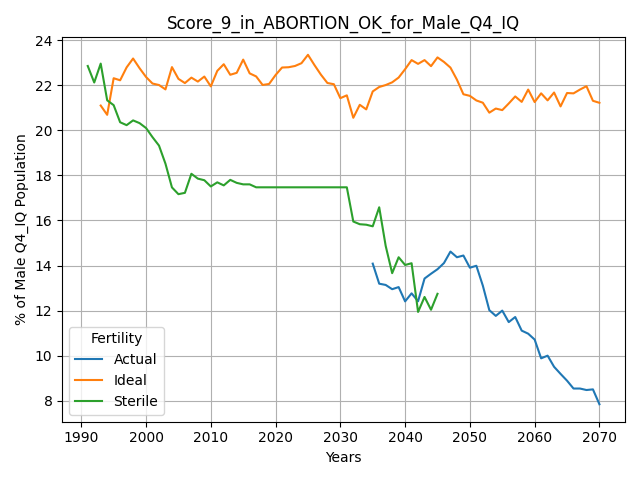 Score_9_in_ABORTION_OK_for_Male_Q4_IQ
% of Male Q4_IQ Population
24
22
20
18
16
14
12
10
8
Fertility
Actual
Ideal
Sterile
1990
2000
2010
2020
2030
2040
2050
2060
2070
Years